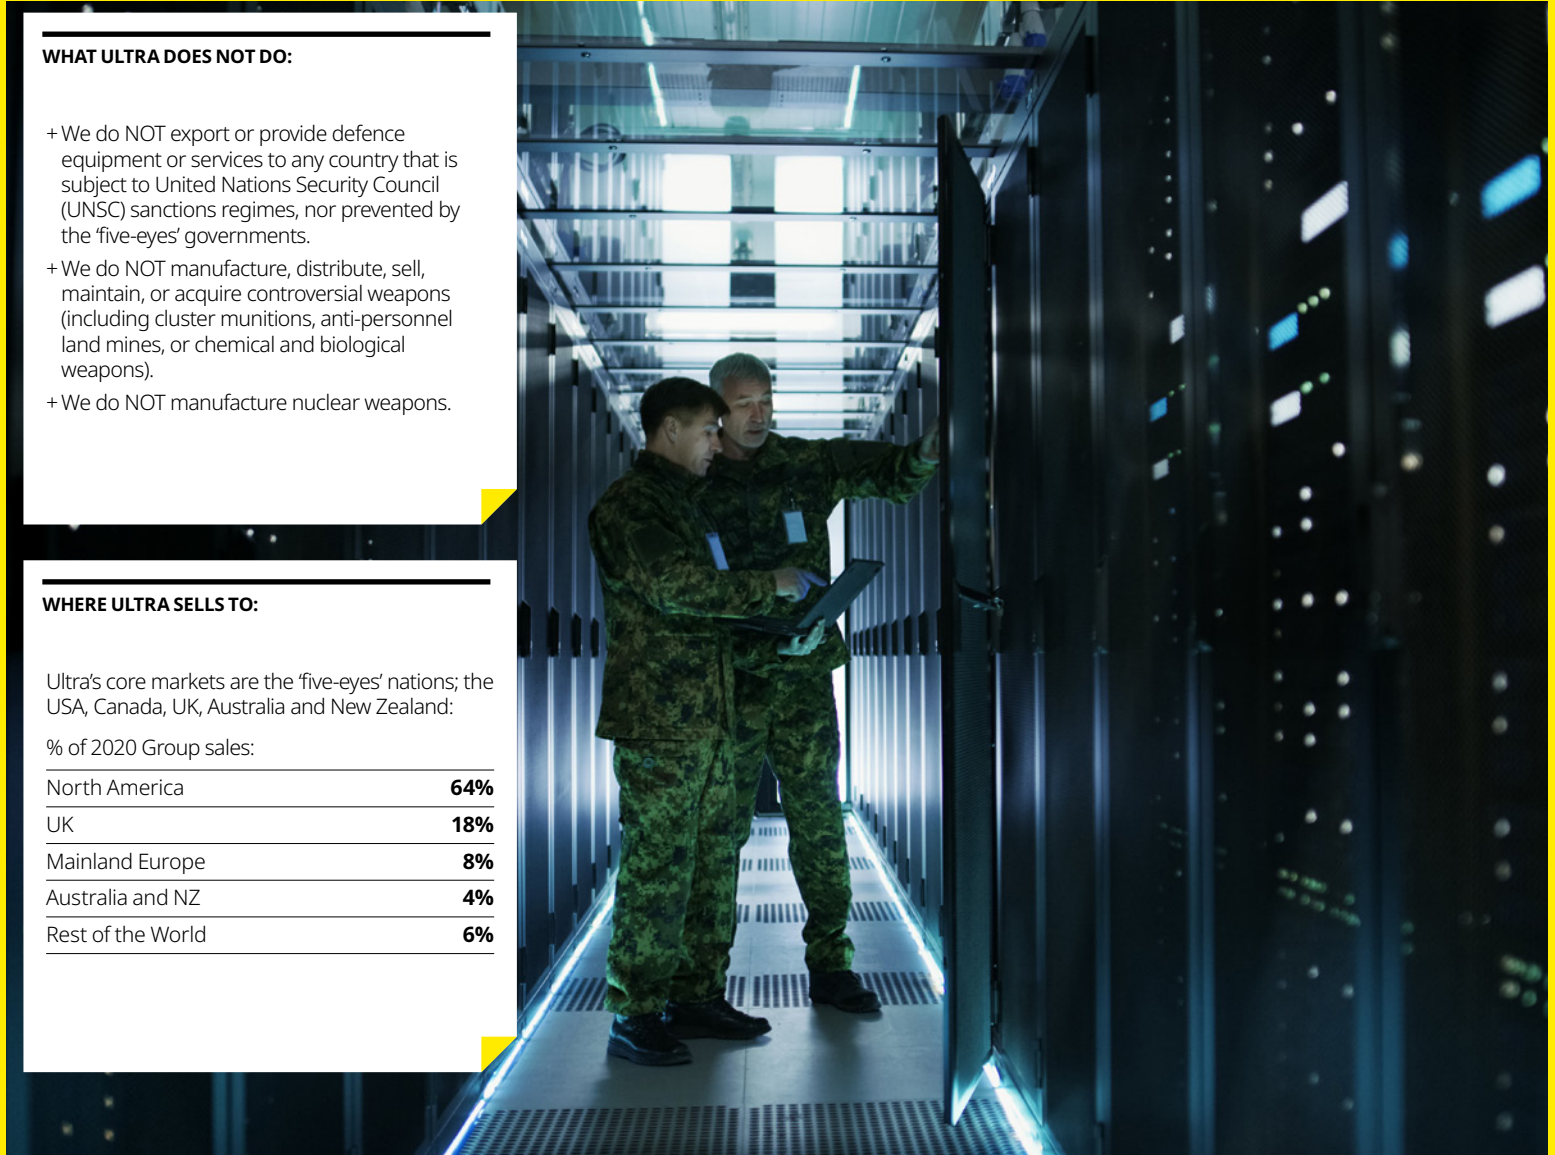 WHAT ULTRA DOES NOT DO:
+ We do NOT export or provide defence
equipment or services to any country that is
subject to United Nations Security Council
(UNSC) sanctions regimes, nor prevented by
the ‘five-eyes’ governments.
+ We do NOT manufacture, distribute, sell,
maintain, or acquire controversial weapons
(including cluster munitions, anti-personnel
land mines, or chemical and biological
weapons).
+ We do NOT manufacture nuclear weapons.
WHERE ULTRA SELLS TO:
Ultra’s core markets are the ‘five-eyes’ nations; the
USA, Canada, UK, Australia and New Zealand:
% of 2020 Group sales:
North America 64%
UK 18%
Mainland Europe 8%
Australia and NZ 4%
Rest of the World 6%